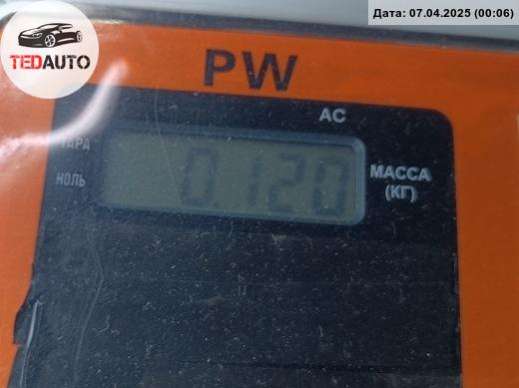 Дата: 07.04.2025 (00:06)
TEDAUTO
PW
AC
ТАРА
НОЛЬ
0.120
МАССА
(КГ)